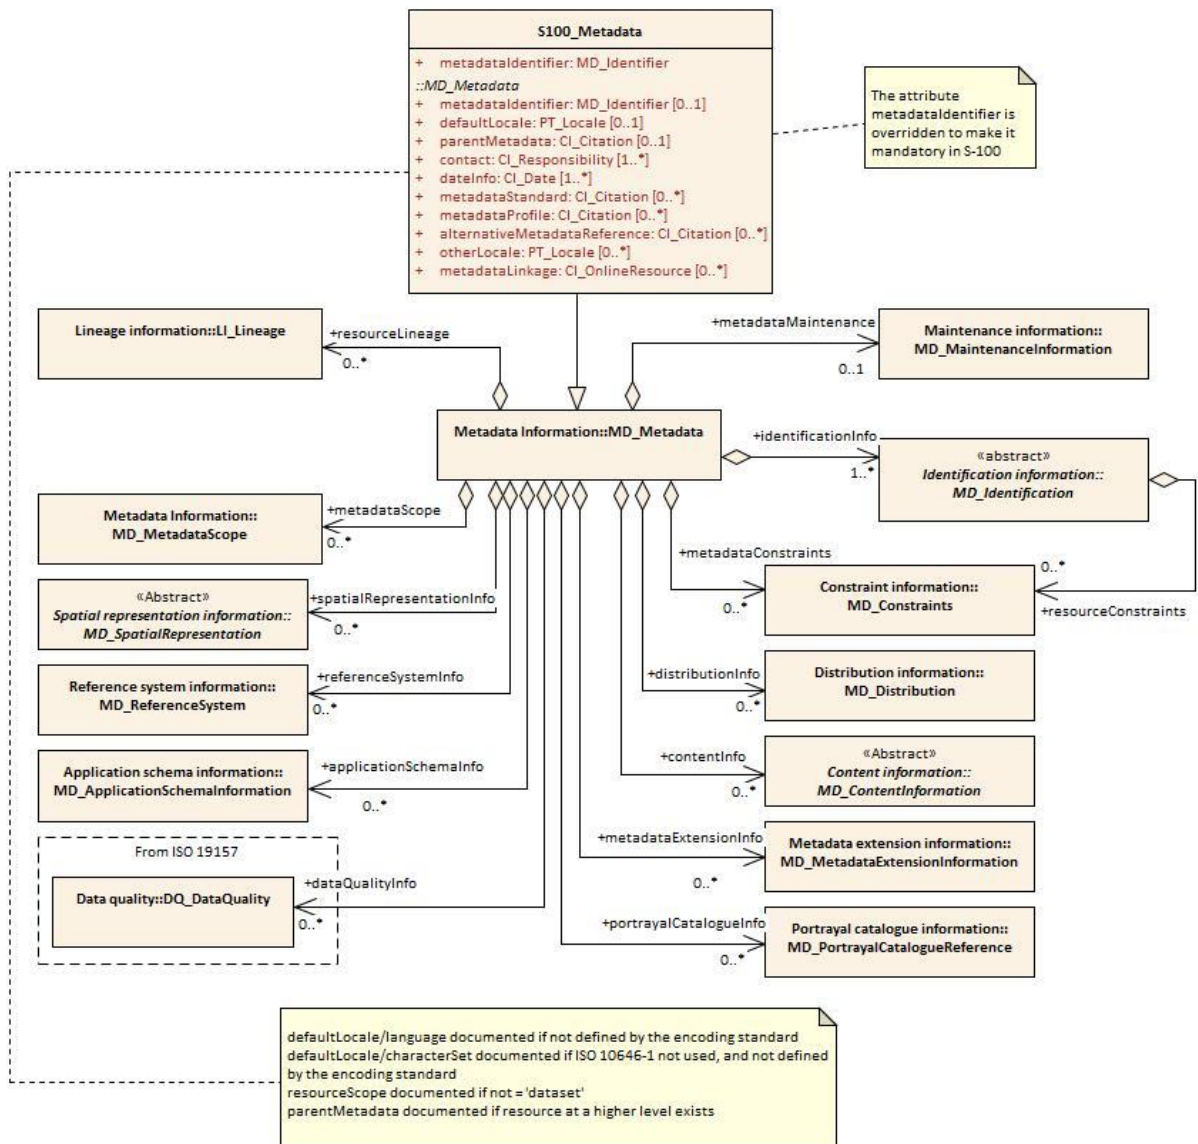 S100_Metadata
+ metadataIdentifier: MD_Identifier
::MD_Metadata
+ metadataIdentifier: MD_Identifier [0..1]
+ defaultLocale: PT_Locale [0..1]
+ parentMetadata: CI_Citation [0..1]
+ contact: CI_Responsibility [1..*]
+ dateInfo: CI_Date [1..*]
+ metadataStandard: CI_Citation [0..*]
+ metadataProfile: CI_Citation [0..*]
+ alternativeMetadataReference: CI_Citation [0..*]
+ otherLocale: PT_Locale [0..*]
+ metadataLinkage: CI_OnlineResource [0..*]
The attribute
metadataIdentifier is
overridden to make it
mandatory in S-100
Lineage information::LI_Lineage
+resourceLineage
0..*
+metadataMaintenance
0..1
Maintenance information::
MD_MaintenanceInformation
Metadata Information::MD_Metadata
+identificationInfo
1..*
«abstract»
Identification information::
MD_Identification
Metadata Information::
MD_MetadataScope
+metadataScope
0..*
+metadataConstraints
0..*
Constraint information::
MD_Constraints
0..*
+resourceConstraints
«Abstract»
Spatial representation information::
MD_SpatialRepresentation
+spatialRepresentationInfo
0..*
+distributionInfo
0..*
Distribution information::
MD_Distribution
Reference system information::
MD_ReferenceSystem
+referenceSystemInfo
0..*
+contentInfo
0..*
«Abstract»
Content information::
MD_ContentInformation
Application schema information::
MD_ApplicationSchemaInformation
+applicationSchemaInfo
0..*
+metadataExtensionInfo
0..*
Metadata extension information::
MD_MetadataExtensionInformation
From ISO 19157
Data quality::DQ_DataQuality
+dataQualityInfo
0..*
+portrayalCatalogueInfo
0..*
Portrayal catalogue information::
MD_PortrayalCatalogueReference
defaultLocale/language documented if not defined by the encoding standard
defaultLocale/characterSet documented if ISO 10646-1 not used, and not defined
by the encoding standard
resourceScope documented if not = 'dataset'
parentMetadata documented if resource at a higher level exists